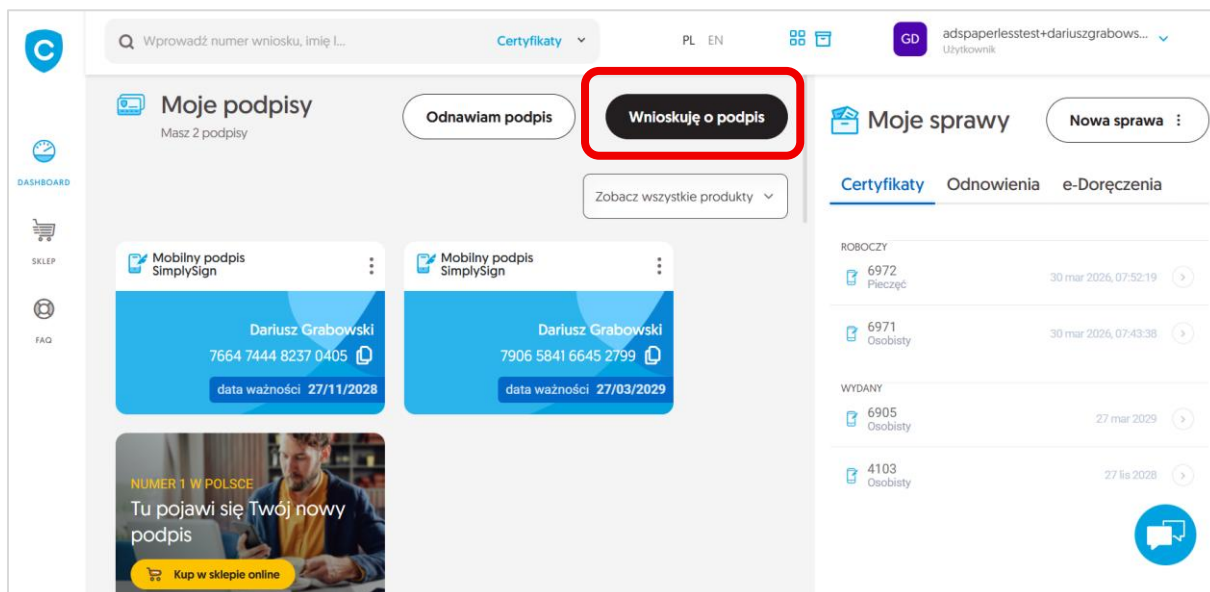 C
Wprowadź numer wniosku, imię l...
Certyfikaty
PL EN
GD
adspaperlesstest+dariuszgrabows...
Użytkownik
DASHBOARD
SKLEP
FAQ
Moje podpisy
Masz 2 podpisy
Odnawiam podpis
Wnioskuję o podpis
Zobacz wszystkie produkty
Mobilny podpis
SimplySign
Dariusz Grabowski
7664 7444 8237 0405
data ważności 27/11/2028
Mobilny podpis
SimplySign
Dariusz Grabowski
7906 5841 6645 2799
data ważności 27/03/2029
NUMER 1 W POLSCE
Tu pojawi się Twój nowy
podpis
Kup w sklepie online
Moje sprawy
Nowa sprawa
Certyfikaty Odnowienia e-Doręczenia
ROBOCZY
6972
Pieczęć
30 mar 2026, 07:52:19
6971
Osobisty
30 mar 2026, 07:43:38
WYDANY
6905
Osobisty
27 mar 2029
4103
Osobisty
27 lis 2028